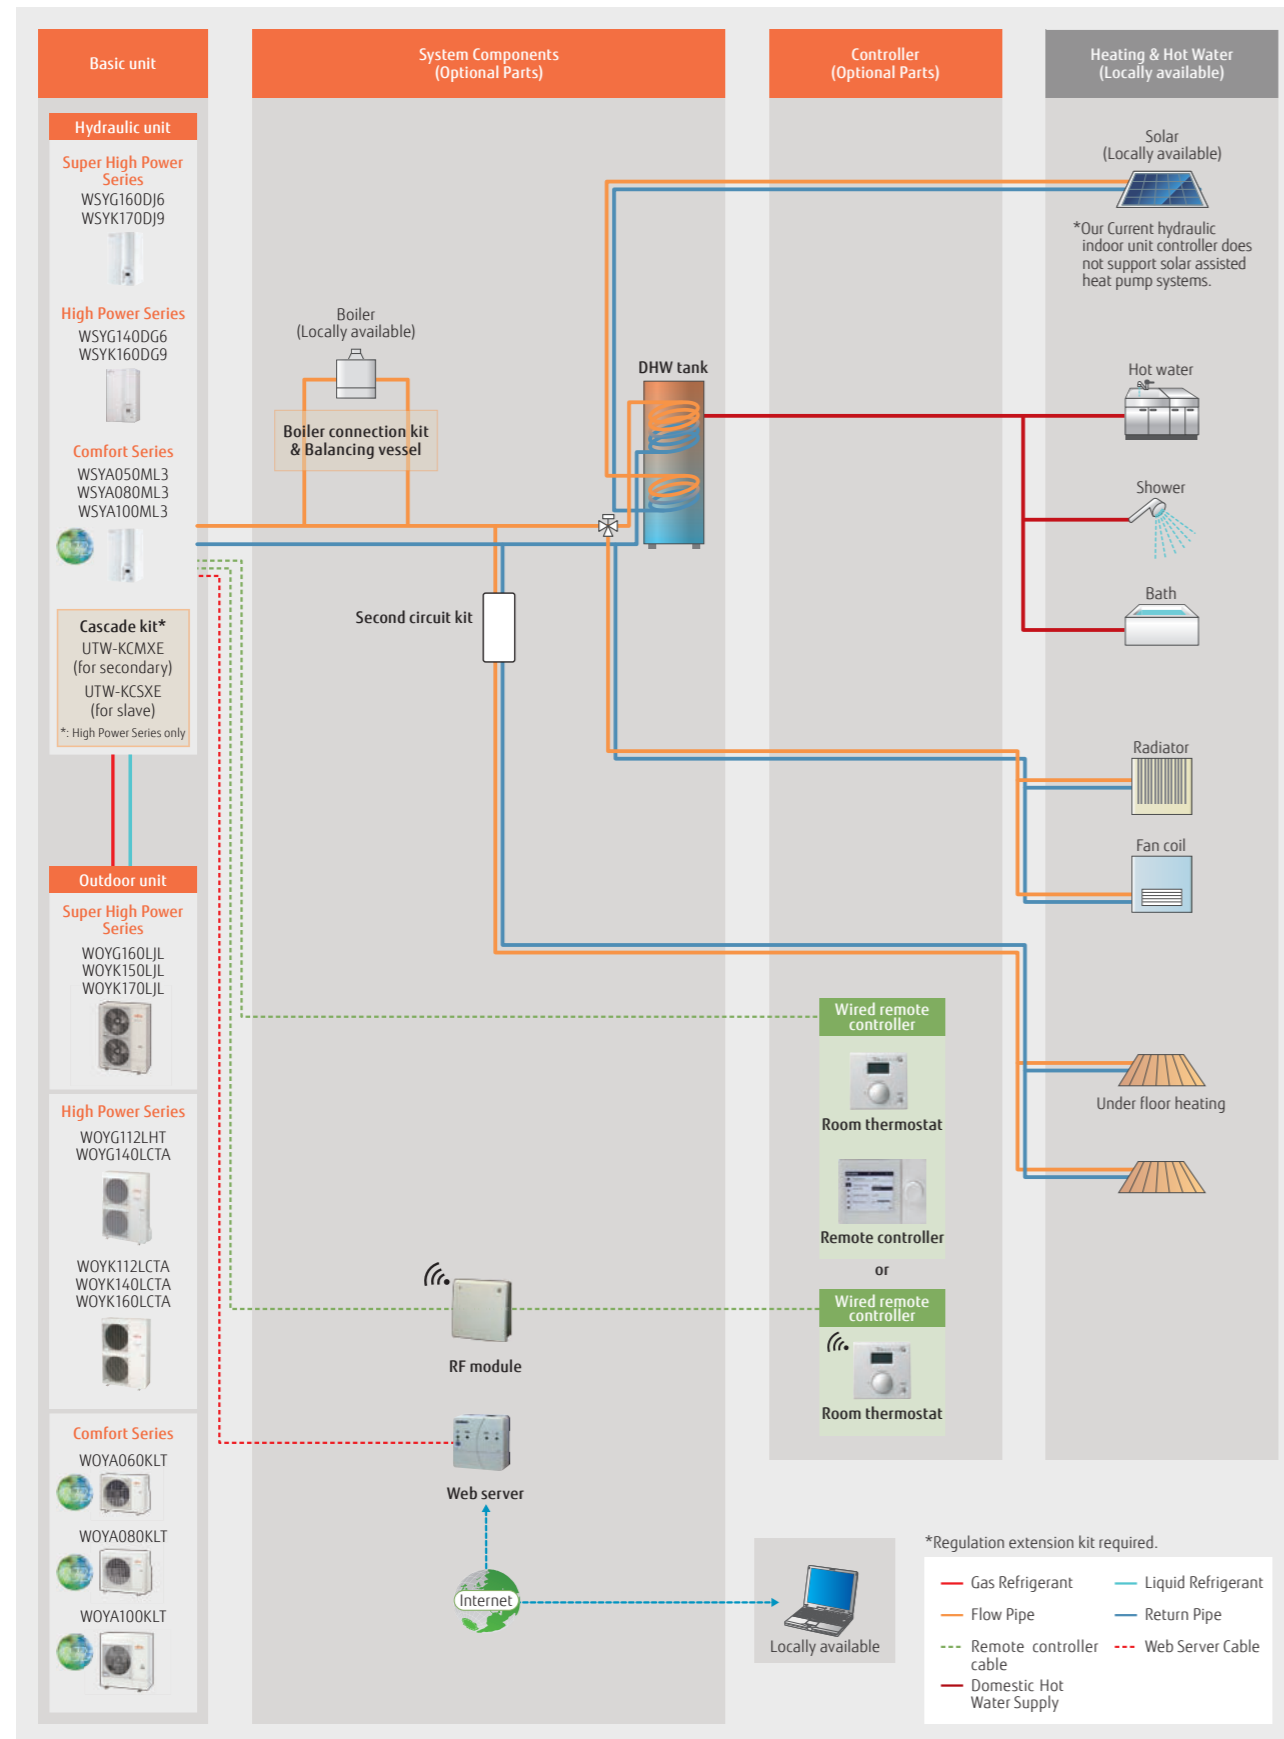 Basic unit
System Components
(Optional Parts)
Controller
(Optional Parts)
Heating & Hot Water
(Locally available)
Hydraulic unit
Super High Power
Series
WSYG160DJ6
WSYK170DJ9
High Power Series
WSYG140DG6
WSYK160DG9
Comfort Series
WSYA050ML3
WSYA080ML3
WSYA100ML3
Cascade kit*
UTW-KCMXE
(for secondary)
UTW-KCSXE
(for slave)
*: High Power Series only
Outdoor unit
Super High Power
Series
WOYG160LJL
WOYK150LJL
WOYK170LJL
High Power Series
WOYG112LHT
WOYG140LCTA
WOYK112LCTA
WOYK140LCTA
WOYK160LCTA
Comfort Series
WOYA060KLT
WOYA080KLT
WOYA100KLT
Boiler
(Locally available)
Boiler connection kit
& Balancing vessel
DHW tank
Second circuit kit
RF module
Web server
Internet
Wired remote
controller
Room thermostat
Remote controller
or
Wired remote
controller
Room thermostat
Locally available
Solar
(Locally available)
*Our Current hydraulic
indoor unit controller does
not support solar assisted
heat pump systems.
Hot water
Shower
Bath
Radiator
Fan coil
Under floor heating
*Regulation extension kit required.
Gas Refrigerant
Liquid Refrigerant
Flow Pipe
Return Pipe
Remote controller
cable
Web Server Cable
Domestic Hot
Water Supply